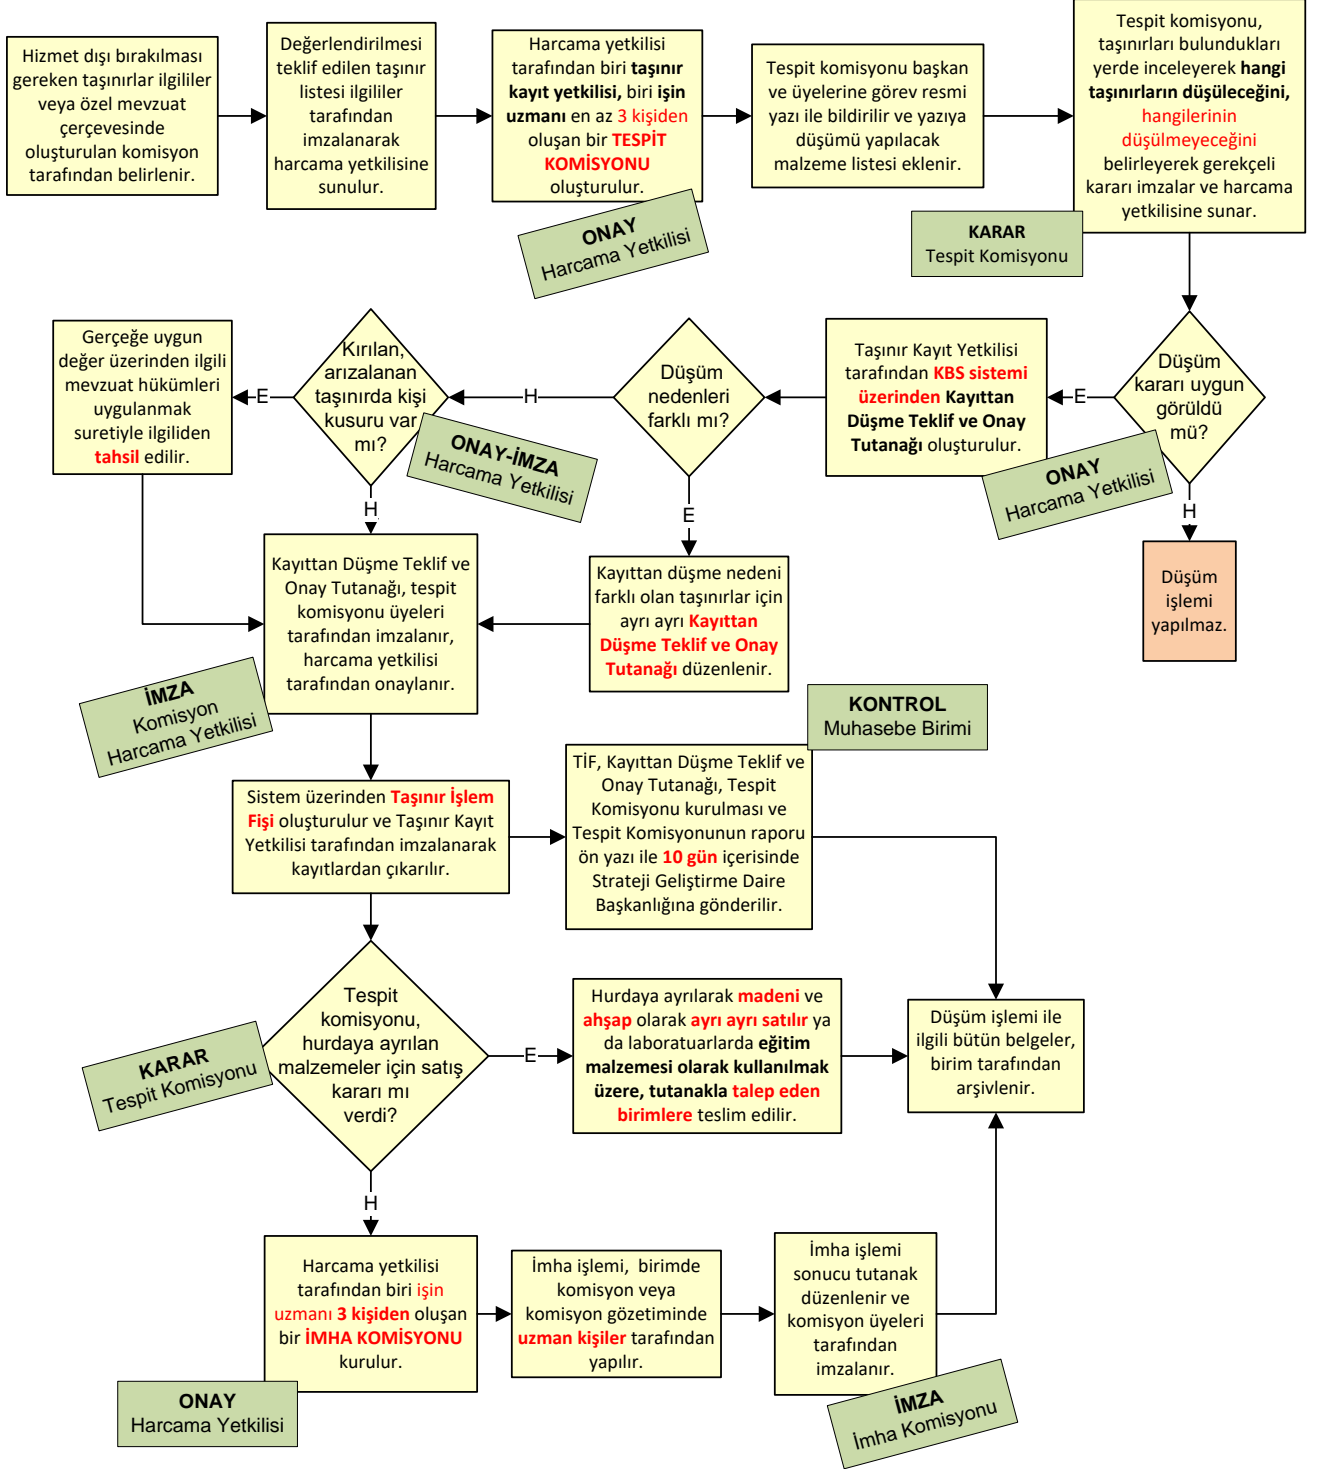 Hizmet dışı bırakılması
gereken taşınırlar ilgililer
veya özel mevzuat
çerçevesinde
oluşturulan komisyon
tarafından belirlenir.
Değerlendirilmesi
teklif edilen taşınır
listesi ilgililer
tarafından
imzalanarak
harcama yetkilisine
sunulur.
Harcama yetkilisi
tarafından biri taşınır
kayıt yetkilisi, biri işin
uzmanı en az 3 kişiden
oluşan bir TESPİT
KOMİSYONU
oluşturulur.
ONAY
Harcama Yetkilisi
Tespit komisyonu başkan
ve üyelerine görev resmi
yazı ile bildirilir ve yazıya
düşümü yapılacak
malzeme listesi eklenir.
Tespit komisyonu,
taşınırları bulundukları
yerde inceleyerek hangi
taşınırların düşüleceğini,
hangilerinin
düşülmeyeceğini
belirleyerek gerekçeli
kararı imzalar ve harcama
yetkilisine sunar.
KARAR
Tespit Komisyonu
Düşüm
kararı uygun
görüldü
mü?
ONAY
Harcama Yetkilisi
E
H
Düşüm
işlemi
yapılmaz.
Taşınır Kayıt Yetkilisi
tarafından KBS sistemi
üzerinden Kayıttan
Düşme Teklif ve Onay
Tutanağı oluşturulur.
Düşüm
nedenleri
farklı mı?
H
E
Kırılan,
arızalanan
taşınırda kişi
kusuru var
mı?
ONAY-İMZA
Harcama Yetkilisi
E
H
Gerçeğe uygun
değer üzerinden ilgili
mevzuat hükümleri
uygulanmak
suretiyle ilgiliden
tahsil edilir.
Kayıttan Düşme Teklif ve
Onay Tutanağı, tespit
komisyonu üyeleri
tarafından imzalanır,
harcama yetkilisi
tarafından onaylanır.
İMZA
Komisyon
Harcama Yetkilisi
Kayıttan düşme nedeni
farklı olan taşınırlar için
ayrı ayrı Kayıttan
Düşme Teklif ve Onay
Tutanağı düzenlenir.
KONTROL
Muhasebe Birimi
Sistem üzerinden Taşınır İşlem
Fişi oluşturulur ve Taşınır Kayıt
Yetkilisi tarafından imzalanarak
kayıtlardan çıkarılır.
TİF, Kayıttan Düşme Teklif ve
Onay Tutanağı, Tespit
Komisyonu kurulması ve
Tespit Komisyonunun raporu
ön yazı ile 10 gün içerisinde
Strateji Geliştirme Daire
Başkanlığına gönderilir.
Tespit
komisyonu,
hurdaya ayrılan
malzemeler için satış
kararı mı
verdi?
KARAR
Tespit Komisyonu
E
H
Hurdaya ayrılarak madeni ve
ahşap olarak ayrı ayrı satılır ya
da laboratuarlarda eğitim
malzemesi olarak kullanılmak
üzere, tutanakla talep eden
birimlere teslim edilir.
Düşüm işlemi ile
ilgili bütün belgeler,
birim tarafından
arşivlenir.
Harcama yetkilisi
tarafından biri işin
uzmanı 3 kişiden oluşan
bir İMHA KOMİSYONU
kurulur.
ONAY
Harcama Yetkilisi
İmha işlemi, birimde
komisyon veya
komisyon gözetiminde
uzman kişiler tarafından
yapılır.
İmha işlemi
sonucu tutanak
düzenlenir ve
komisyon üyeleri
tarafından
imzalanır.
İMZA
İmha Komisyonu